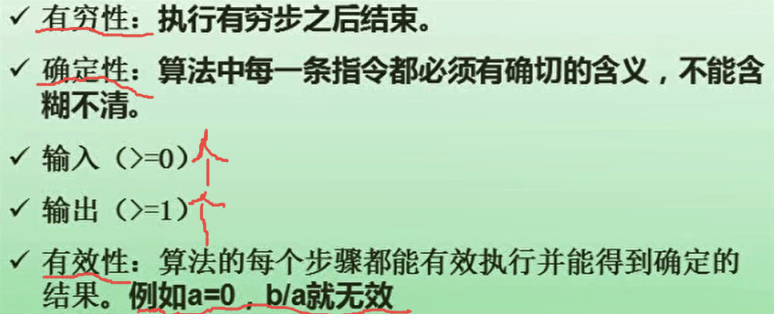 ✓ 有穷性：执行有穷步之后结束。
✓ 确定性：算法中每一条指令都必须有确切的含义，不能含
糊不清。
✓ 输入（>=0）个
✓ 输出（>=1）个
✓ 有效性：算法的每个步骤都能有效执行并能得到确定的
结果。例如a=0，b/a就无效